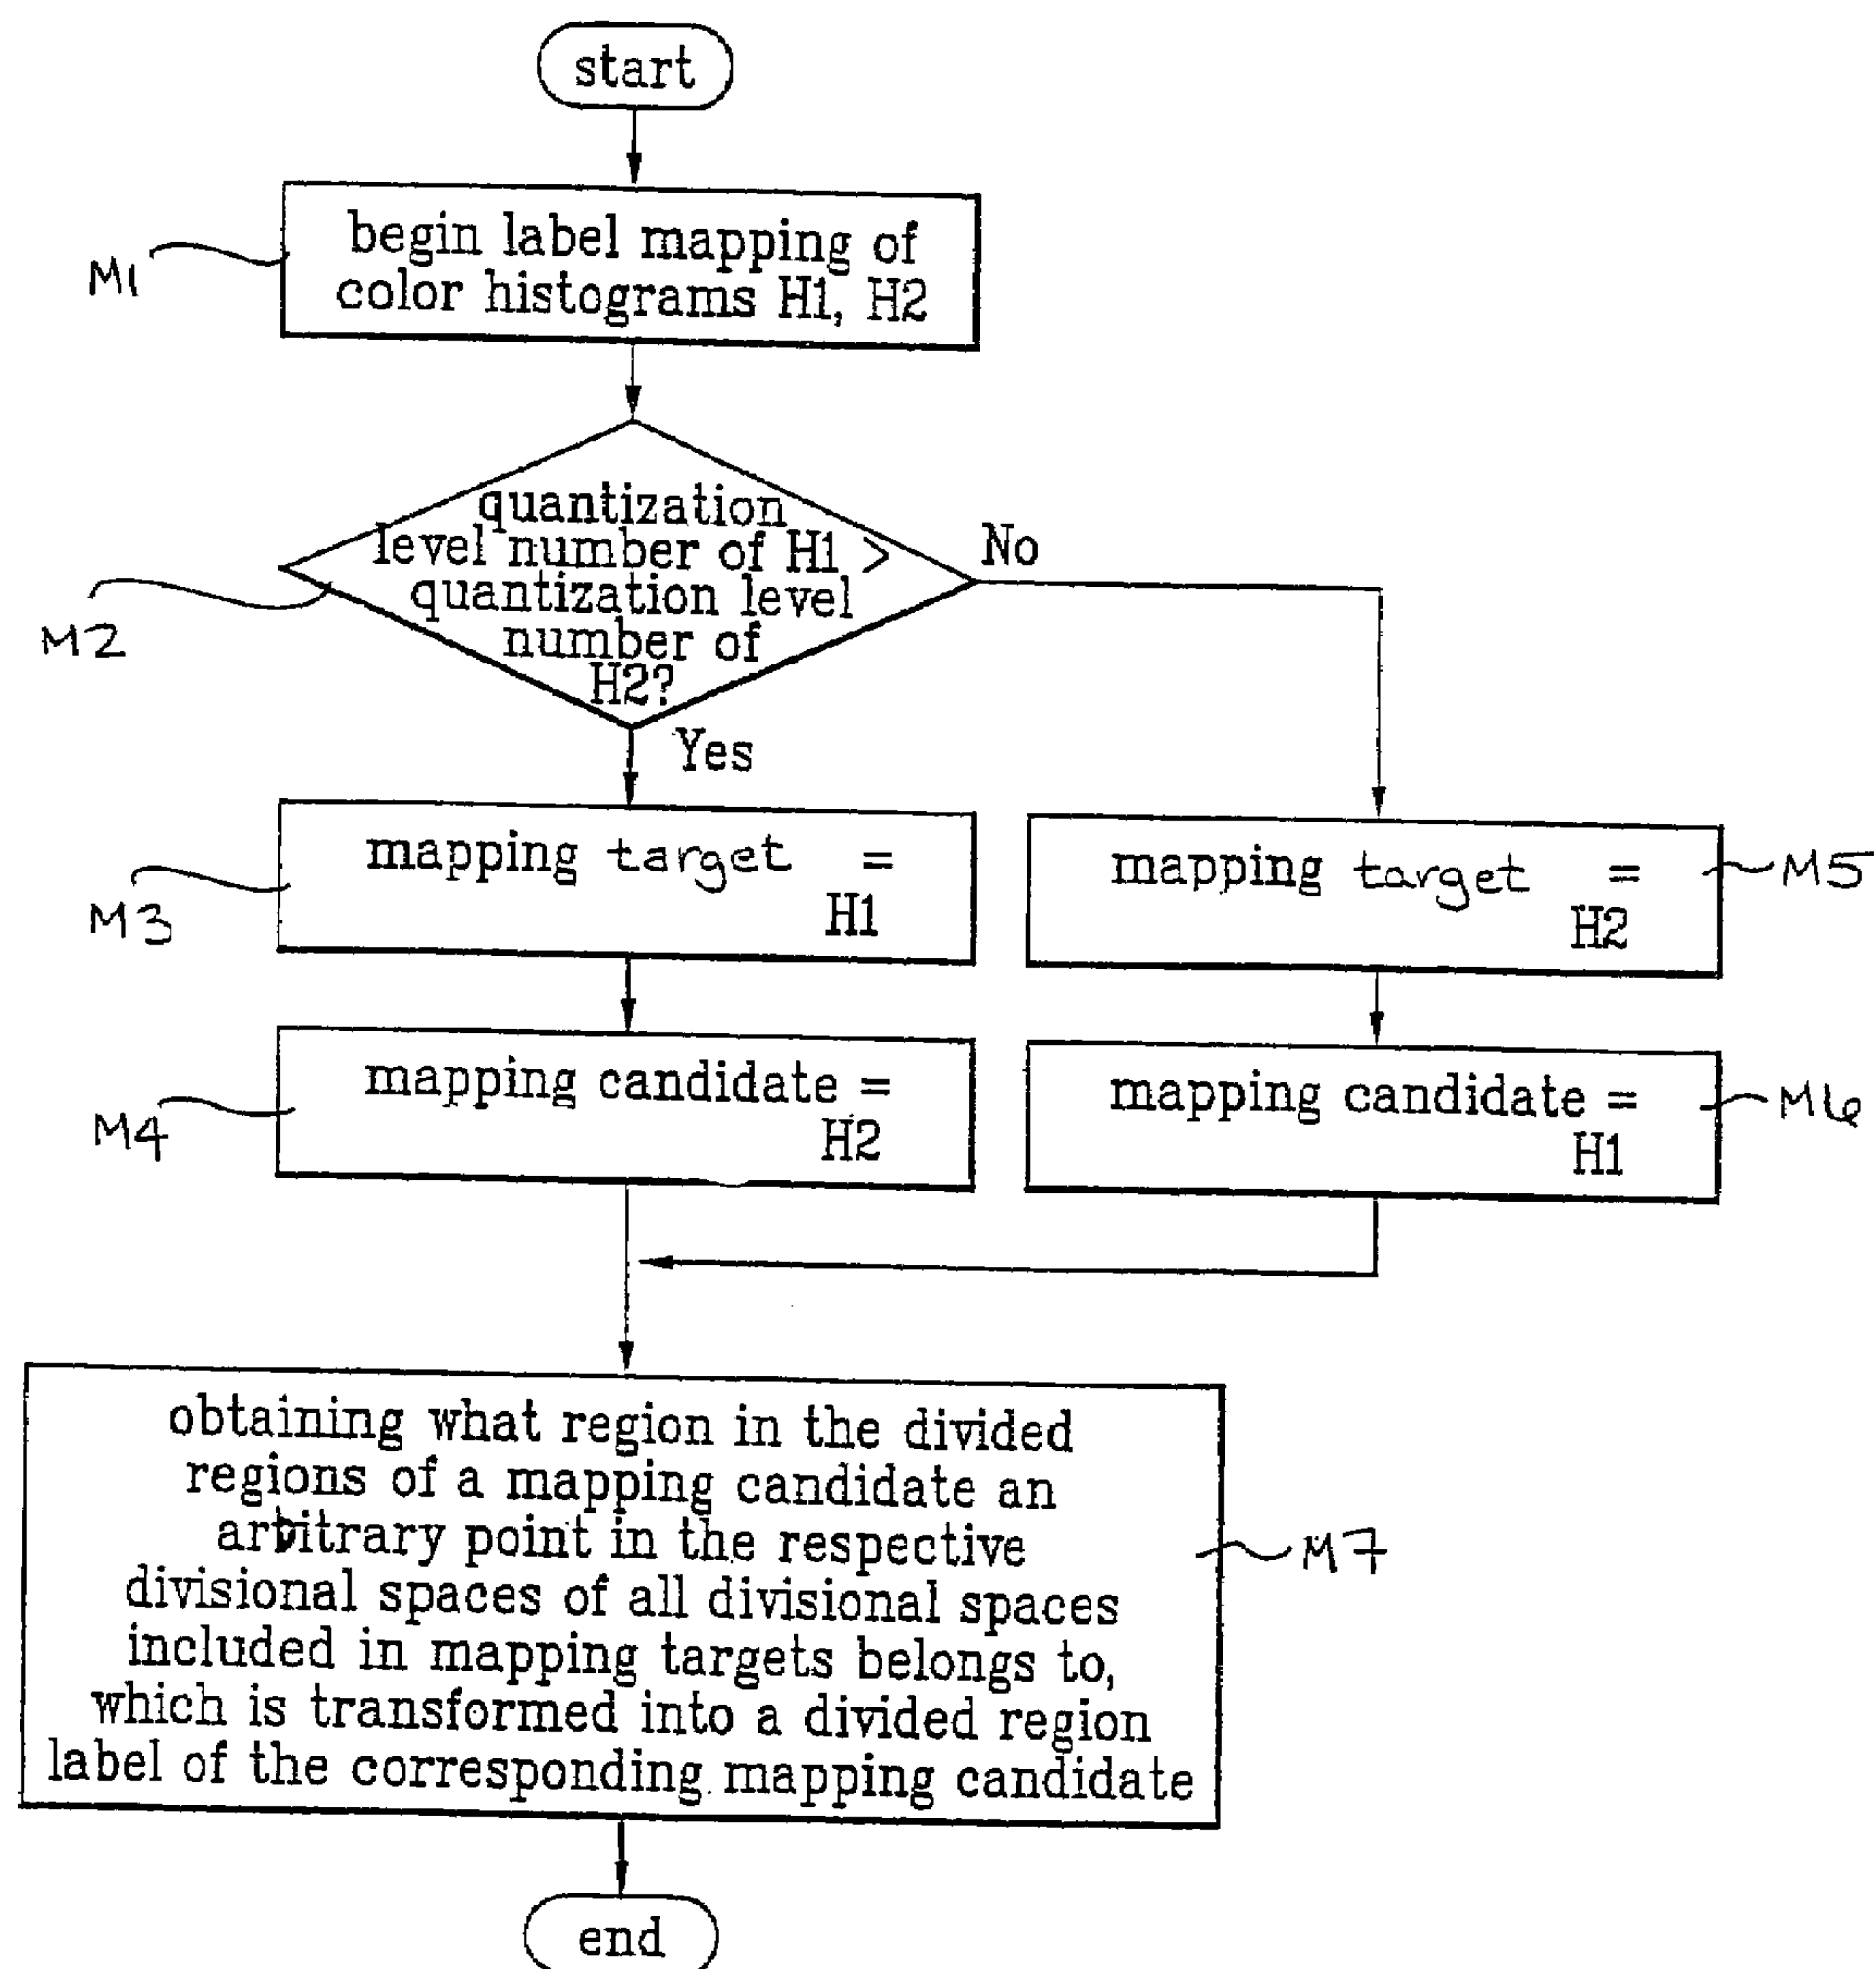 start
M1
begin label mapping of
color histograms H1, H2
M2
quantization
level number of H1 >
quantization level
number of
H2?
No
Yes
M3
mapping target =
H1
mapping target =
H2
M5
M4
mapping candidate =
H2
mapping candidate =
H1
M6
obtaining what region in the divided
regions of a mapping candidate an
arbitrary point in the respective
divisional spaces of all divisional spaces
included in mapping targets belongs to,
which is transformed into a divided region
label of the corresponding mapping candidate
M7
end